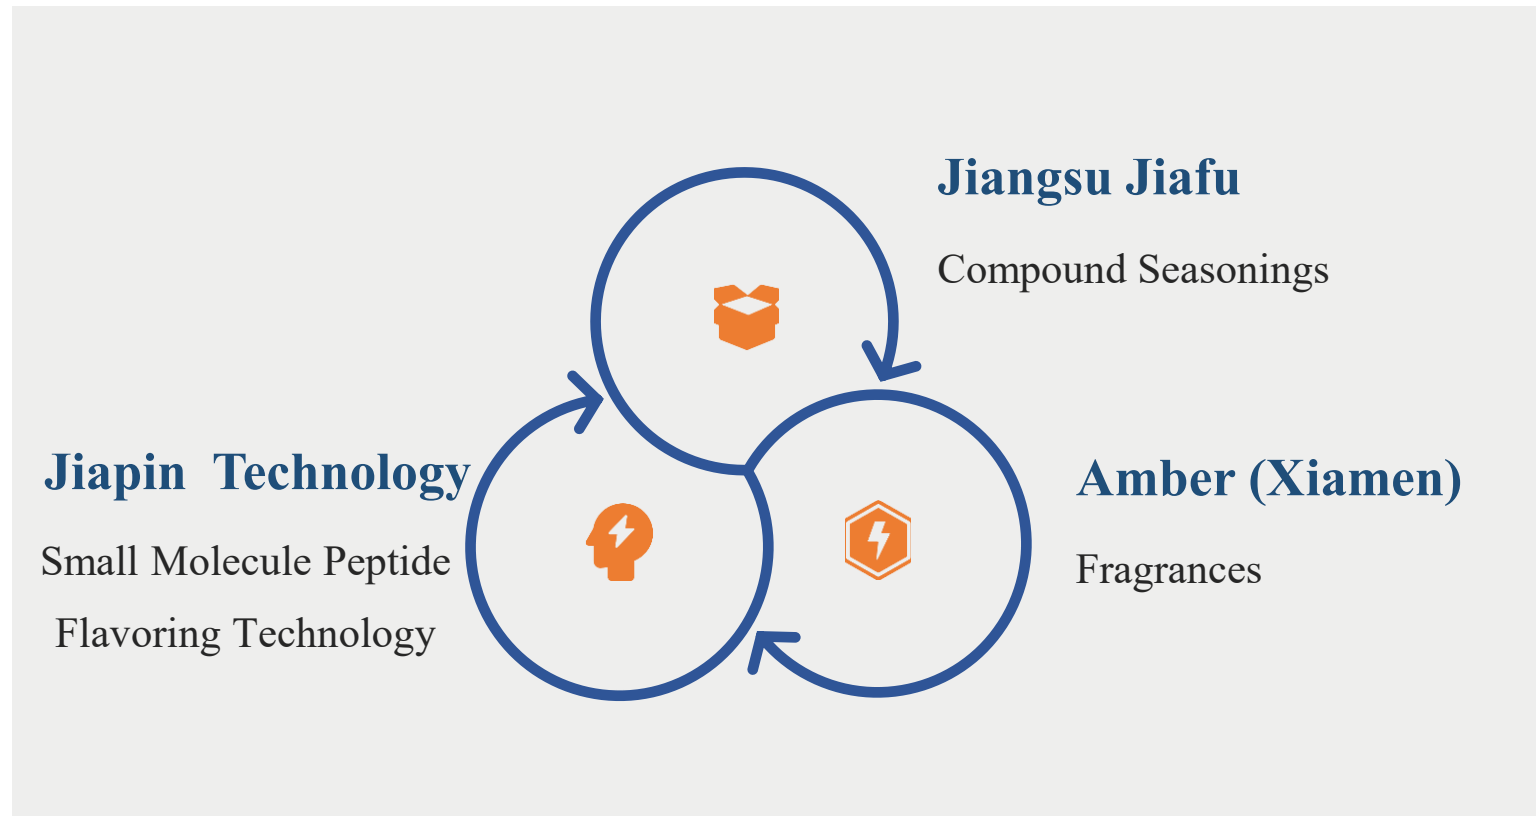 Jiangsu Jiafu
Compound Seasonings
Jiapin Technology
Small Molecule Peptide
Flavoring Technology
Amber (Xiamen)
Fragrances